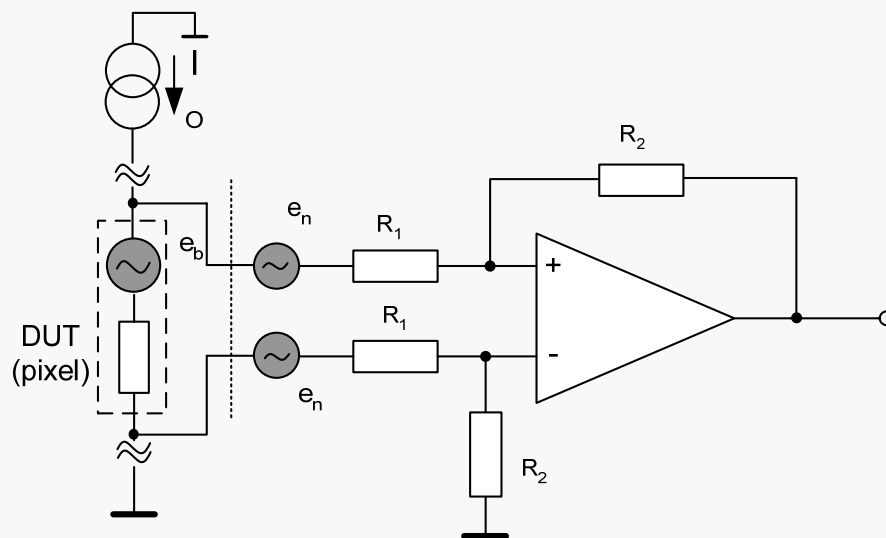 I
O
R2
en
R1
eb
+
DUT
(pixel)
R1
-
en
R2